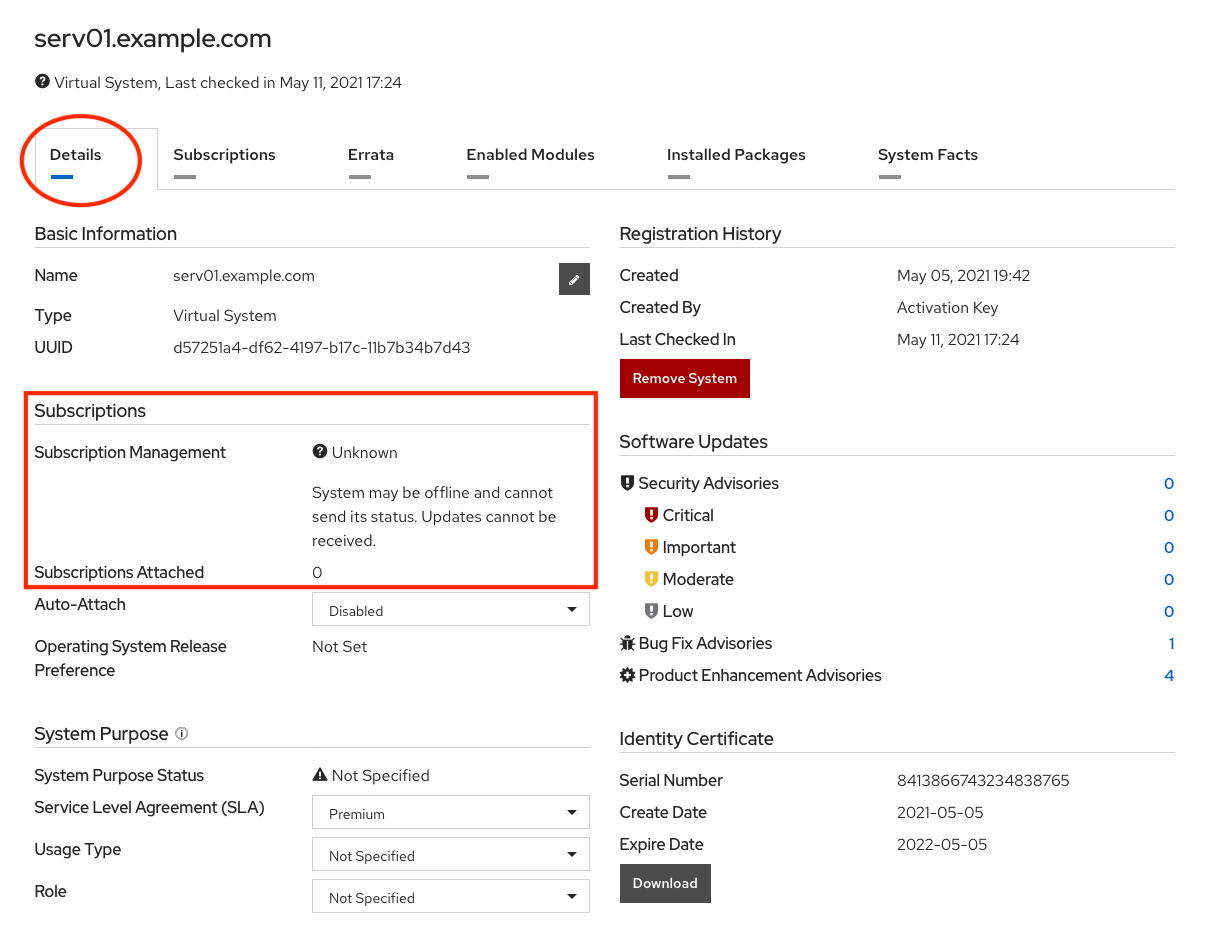 serv01.example.com
Virtual System, Last checked in May 11, 2021 17:24
Details
Subscriptions
Errata
Enabled Modules
Installed Packages
System Facts
Basic Information
Name serv01.example.com
Type Virtual System
UUID d57251a4-df62-4197-b17c-11b7b34b7d43
Subscriptions
Subscription Management Unknown
System may be offline and cannot
send its status. Updates cannot be
received.
Subscriptions Attached 0
Auto-Attach Disabled
Operating System Release Not Set
Preference
System Purpose
System Purpose Status Not Specified
Service Level Agreement (SLA) Premium
Usage Type Not Specified
Role Not Specified
Registration History
Created May 05, 2021 19:42
Created By Activation Key
Last Checked In May 11, 2021 17:24
Remove System
Software Updates
Security Advisories 0
Critical 0
Important 0
Moderate 0
Low 0
Bug Fix Advisories 1
Product Enhancement Advisories 4
Identity Certificate
Serial Number 8413866743234838765
Create Date 2021-05-05
Expire Date 2022-05-05
Download